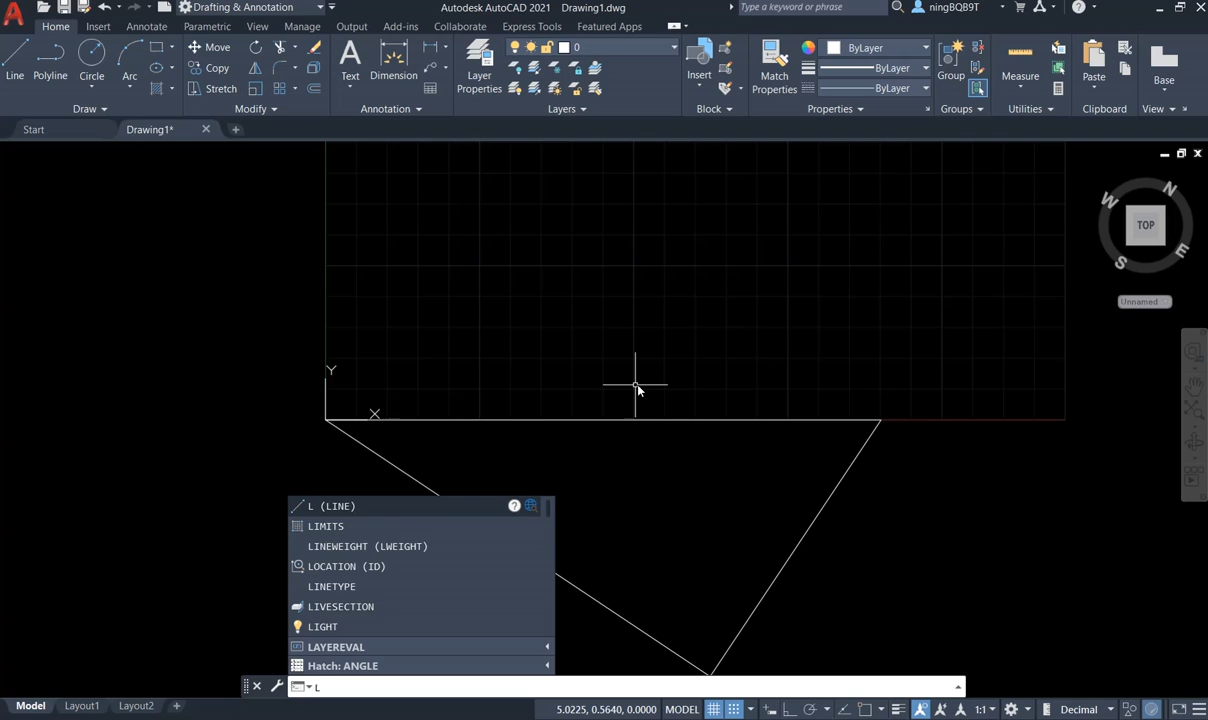 Drafting & Annotation
Autodesk AutoCAD 2021 Drawing1.dwg
Type a keyword or phrase
ningBQB9T
Home Insert Annotate Parametric View Manage Output Add-ins Collaborate Express Tools Featured Apps
Line Polyline Circle Arc
Move
Copy
Stretch
Text Dimension
Layer Properties
0
Insert
Match Properties
ByLayer
ByLayer
ByLayer
Group
Measure
Paste
Base
Draw Modify Annotation Layers Block Properties Groups Utilities Clipboard View
Start Drawing1*
N
W
TOP
E
S
Unnamed
Y
X
L (LINE)
LIMITS
LINEWEIGHT (LWEIGHT)
LOCATION (ID)
LINETYPE
LIVESECTION
LIGHT
LAYEREVAL
Hatch: ANGLE
L
Model Layout1 Layout2
5.0225, 0.5640, 0.0000 MODEL 1:1 Decimal